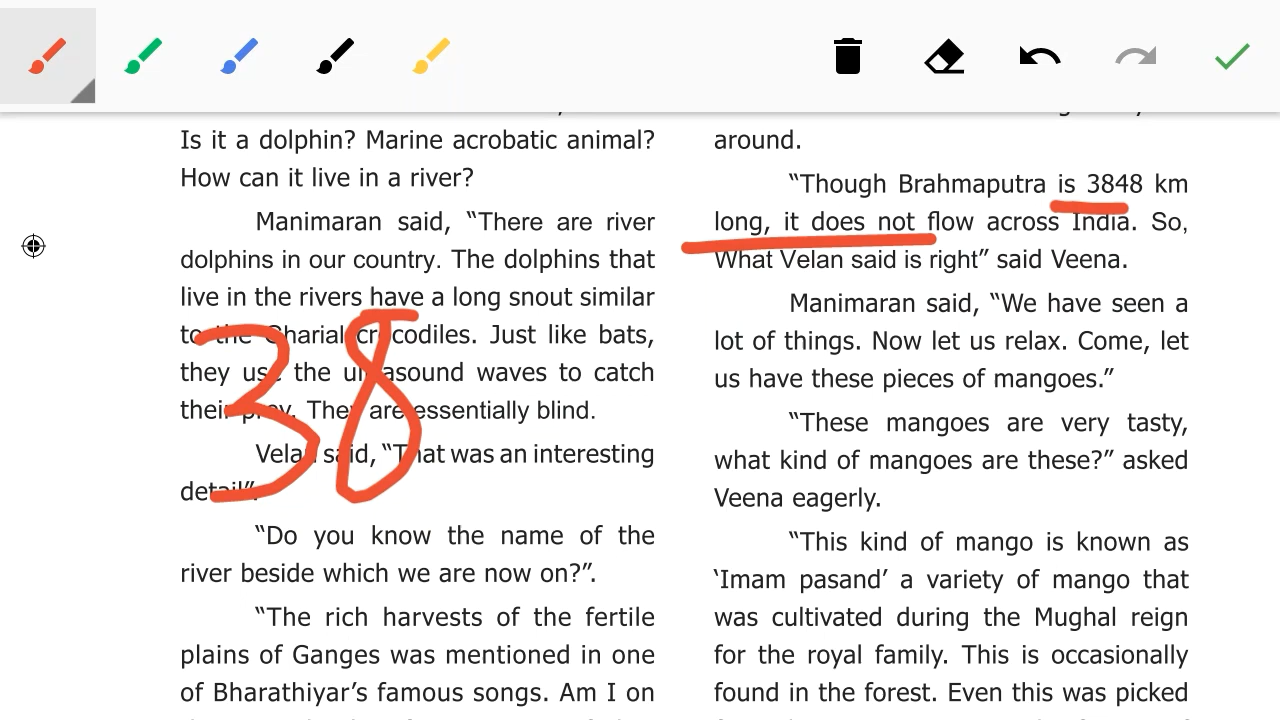 Is it a dolphin? Marine acrobatic animal?
How can it live in a river?
Manimaran said, “There are river
dolphins in our country. The dolphins that
live in the rivers have a long snout similar
to the Gharial crocodiles. Just like bats,
they use the ultrasound waves to catch
their prey. They are essentially blind.
Velan said, “That was an interesting
detail”.
“Do you know the name of the
river beside which we are now on?”.
“The rich harvests of the fertile
plains of Ganges was mentioned in one
of Bharathiyar’s famous songs. Am I on
38
around.
“Though Brahmaputra is 3848 km
long, it does not flow across India. So,
What Velan said is right” said Veena.
Manimaran said, “We have seen a
lot of things. Now let us relax. Come, let
us have these pieces of mangoes.”
“These mangoes are very tasty,
what kind of mangoes are these?” asked
Veena eagerly.
“This kind of mango is known as
‘Imam pasand’ a variety of mango that
was cultivated during the Mughal reign
for the royal family. This is occasionally
found in the forest. Even this was picked